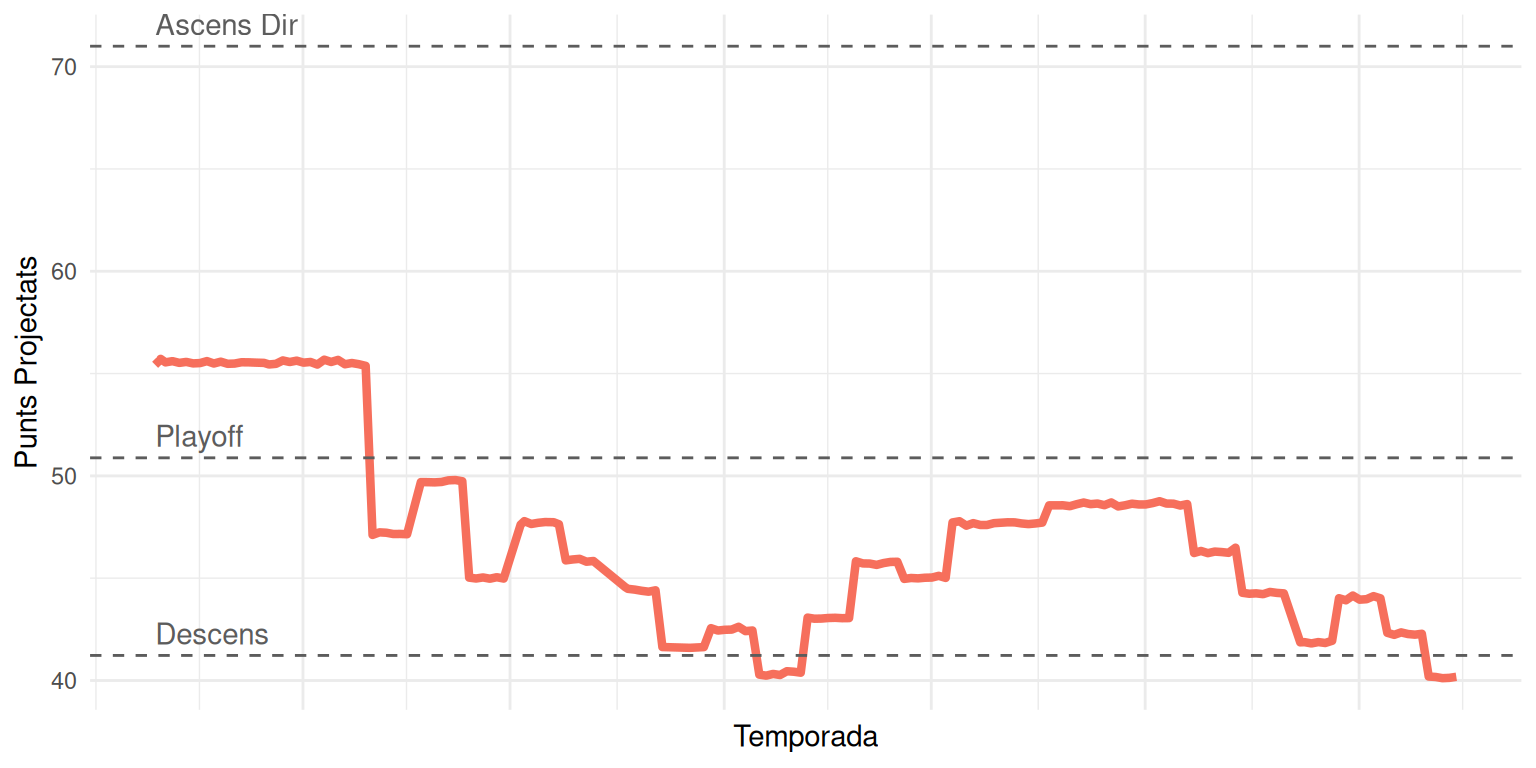 Ascens Dir
70
60
Punts Projectats
Playoff
50
Descens
40
Temporada